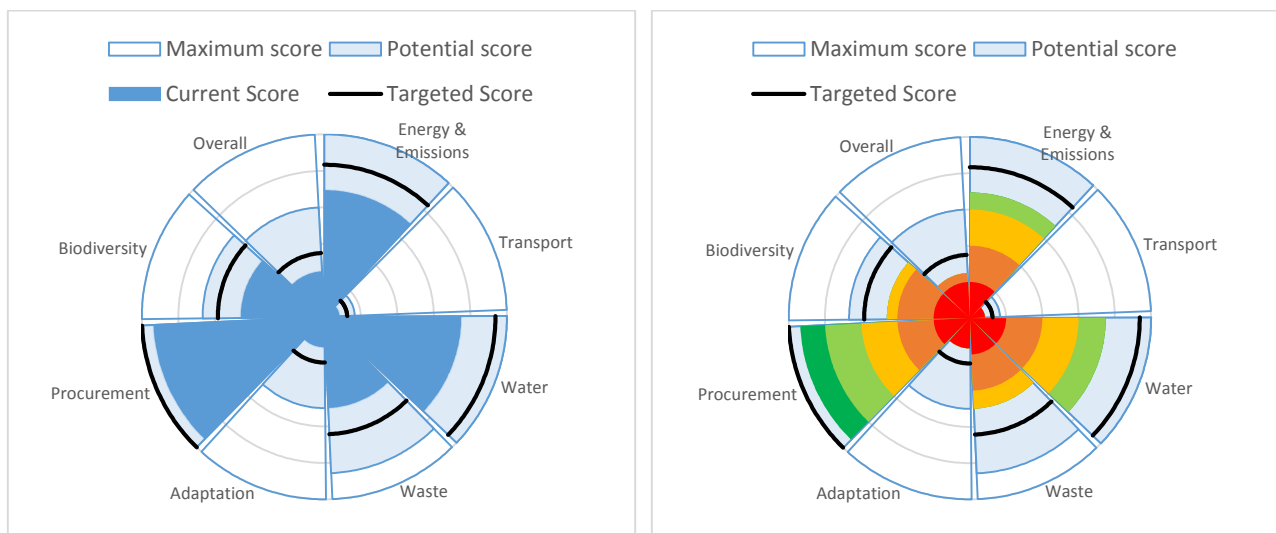 Maximum score
Potential score
Current Score
Targeted Score
Overall
Energy &
Emissions
Biodiversity
Transport
Procurement
Water
Adaptation
Waste
Maximum score
Potential score
Targeted Score
Overall
Energy &
Emissions
Biodiversity
Transport
Procurement
Water
Adaptation
Waste